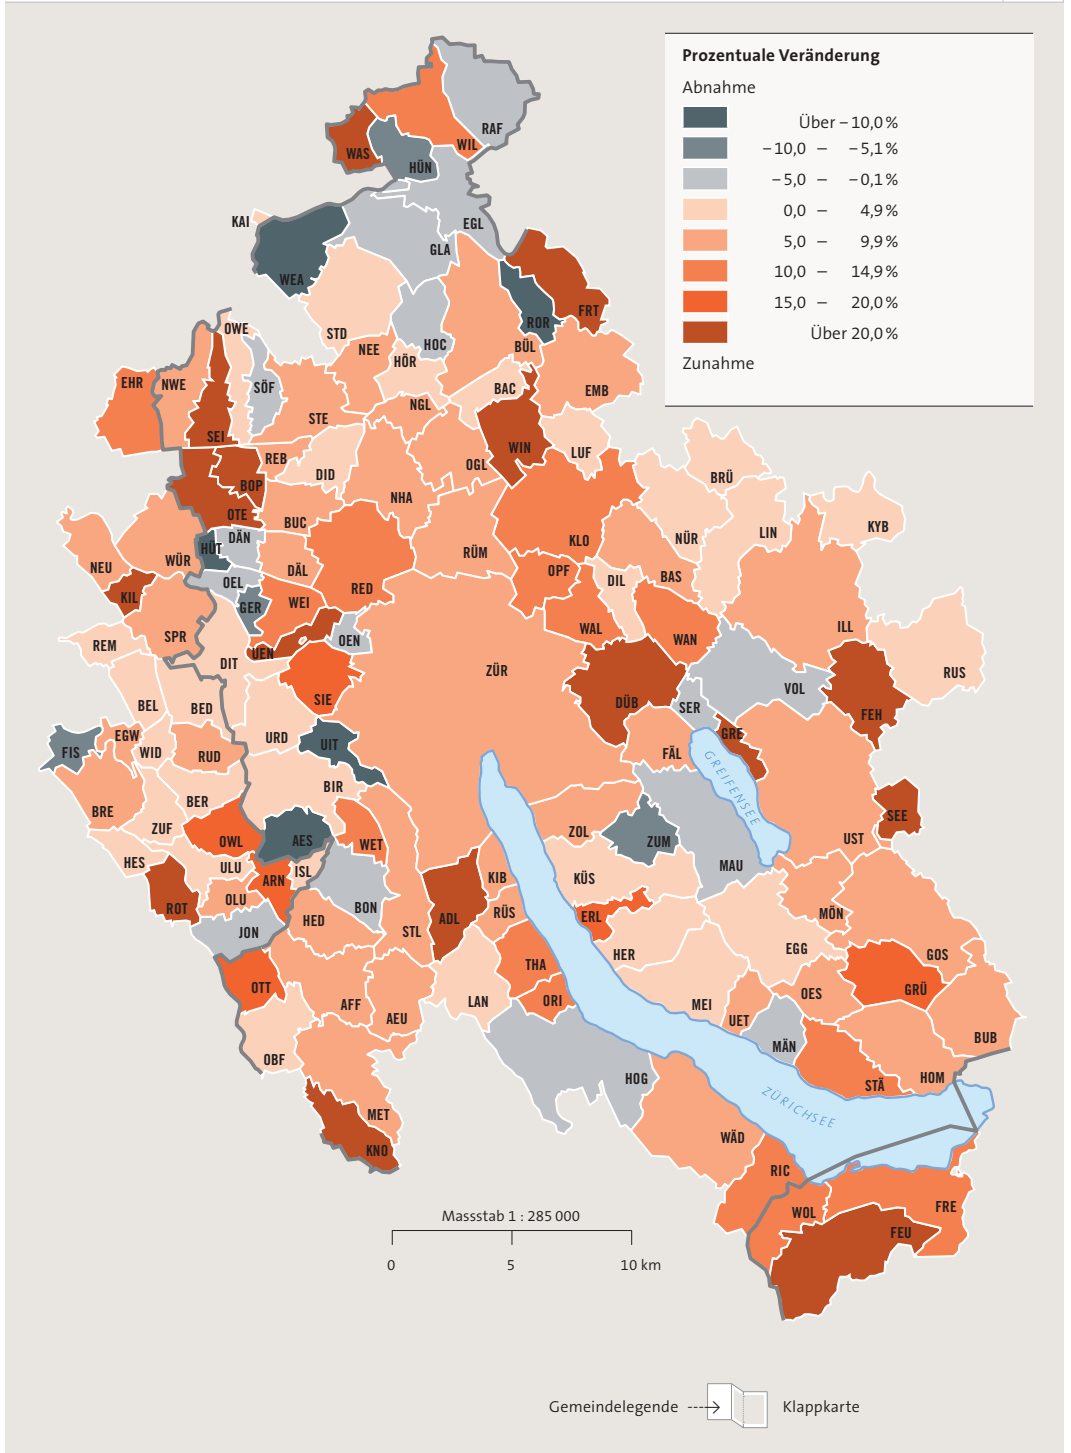 Prozentuale Veränderung
Abnahme
Über – 10,0 %
– 10,0 – – 5,1 %
– 5,0 – – 0,1 %
0,0 – 4,9 %
5,0 – 9,9 %
10,0 – 14,9 %
15,0 – 20,0 %
Über 20,0 %
Zunahme
RAF
WIL
WAS
HÜN
KAI
EGL
GLA
WEA
FRT
ROR
STD
OWE
HOC
BÜL
NEE
HÖR
EHR
NWE
SÖF
BAC
EMB
NGL
STE
SEI
WIN
LUF
REB
OGL
DID
BRÜ
BOP
NHA
OTE
BUC
KYB
LIN
DÄN
NÜR
KLO
HÜT
RÜM
WÜR
NEU
DÄL
OPF
BAS
OEL
DIL
RED
KIL
WEI
GER
WAL
ILL
SPR
WAN
OEN
REM
UEN
DIT
ZÜR
RUS
VOL
SIE
DÜB
BEL
BED
SER
FEH
EGW
GRE
URD
UIT
FIS
WID
RUD
FÄL
GREIFENSEE
BIR
BER
BRE
SEE
ZUF
ZOL
UST
OWL
AES
WET
ZUM
HES
ULU
ISL
MAU
ARN
KIB
KÜS
OLU
ROT
BON
RÜS
MÖN
ADL
ERL
HED
JON
STL
EGG
HER
GOS
THA
OTT
GRÜ
OES
ORI
LAN
AFF
MEI
AEU
UET
BUB
MÄN
OBF
HOG
HOM
STÄ
ZÜRICHSEE
MET
WÄD
KNO
RIC
FRE
WOL
Massstab 1 : 285 000
FEU
0 5 10 km
Gemeindelegende
Klappkarte